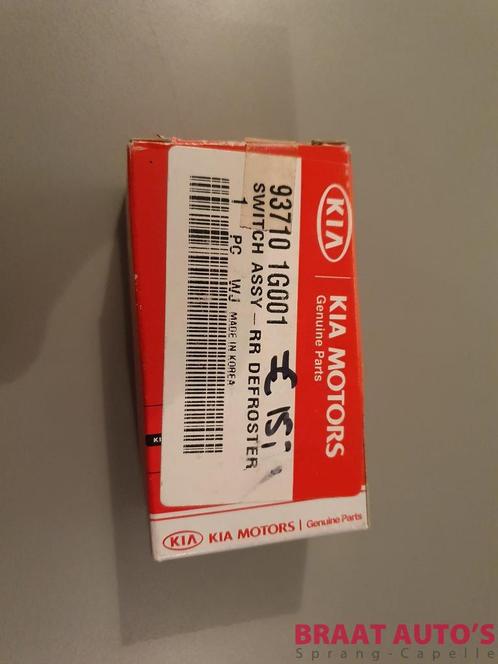 KIA
KIA MOTORS
Genuine Parts
93710 1G001
SWITCH ASSY-RR DEFROSTER
1 PC WJ MADE IN KOREA
€ 15,-
KIA KIA MOTORS | Genuine Parts
BRAAT AUTO'S
Sprang-Capelle